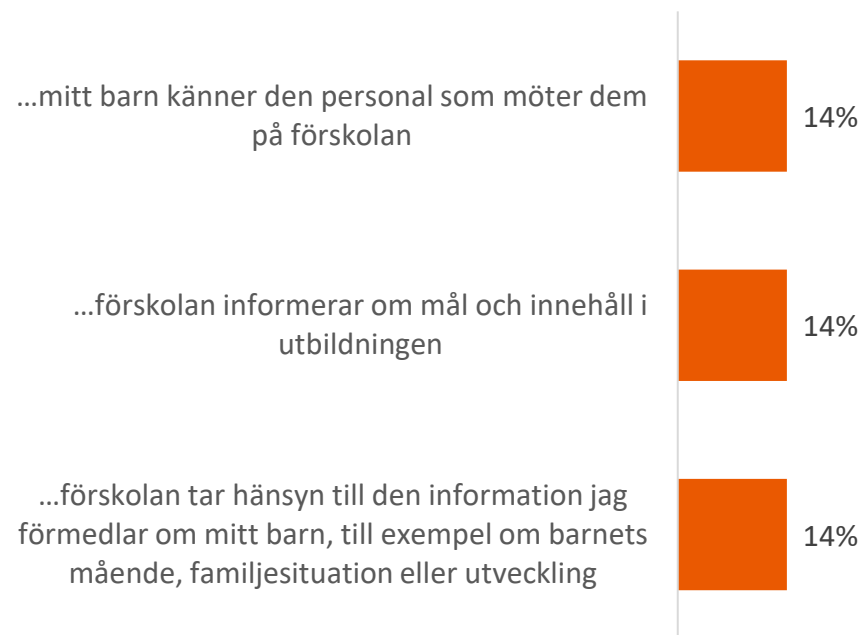 …mitt barn känner den personal som möter dem
på förskolan
14%
…förskolan informerar om mål och innehåll i
utbildningen
14%
…förskolan tar hänsyn till den information jag
förmedlar om mitt barn, till exempel om barnets
mående, familjesituation eller utveckling
14%